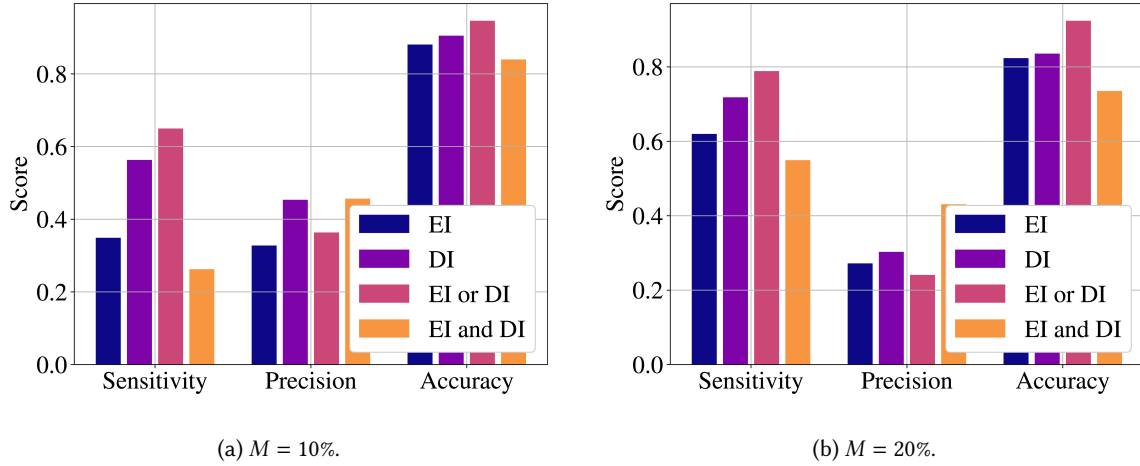 Score
0.8
0.6
0.4
0.2
0.0
Sensitivity Precision Accuracy
EI
DI
EI or DI
EI and DI
(a) M = 10%.
Score
0.8
0.6
0.4
0.2
0.0
Sensitivity Precision Accuracy
EI
DI
EI or DI
EI and DI
(b) M = 20%.